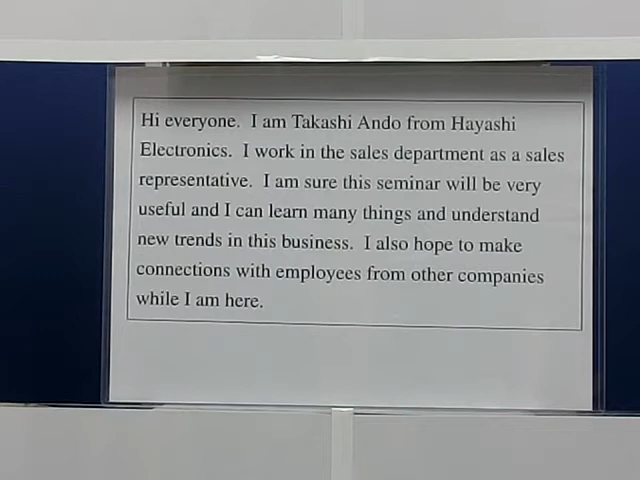 Hi everyone.  I am Takashi Ando from Hayashi
Electronics.  I work in the sales department as a sales
representative.  I am sure this seminar will be very
useful and I can learn many things and understand
new trends in this business.  I also hope to make
connections with employees from other companies
while I am here.